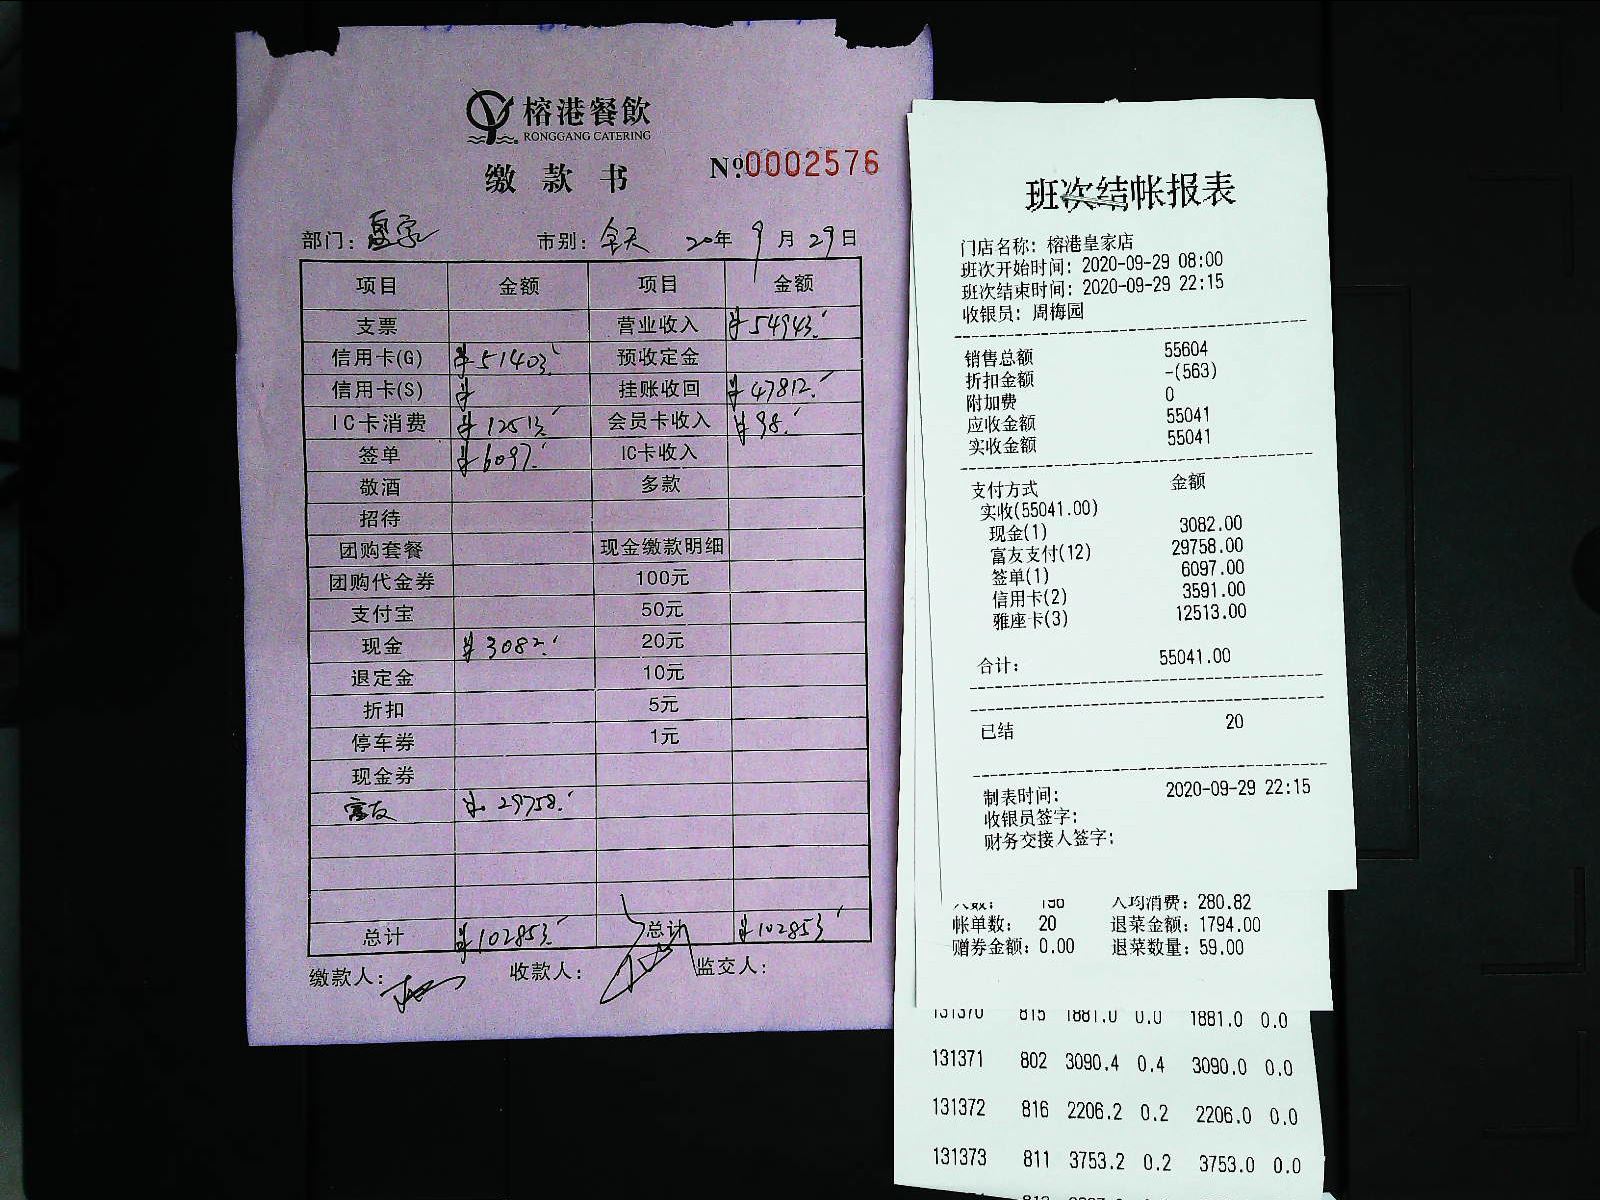 榕港餐飲
RONGGANG CATERING
缴款书 №:0002576
部门: 皇家 市别: 全天 20年 9月 29日
项目 金额 项目 金额
支票 营业收入 ¥54943.
信用卡(G) ¥51403. 预收定金
信用卡(S) ¥ 挂账收回 ¥47812.
IC卡消费 ¥12513. 会员卡收入 ¥98.
签单 ¥6097. IC卡收入
敬酒 多款
招待
团购套餐 现金缴款明细
团购代金券 100元
支付宝 50元
现金 ¥3082. 20元
退定金 10元
折扣 5元
停车券 1元
现金券
富友 ¥29758.
总计 ¥102853. 总计 ¥102853
缴款人: 收款人: 监交人:
班次结帐报表
门店名称: 榕港皇家店
班次开始时间: 2020-09-29 08:00
班次结束时间: 2020-09-29 22:15
收银员: 周梅园
销售总额 55604
折扣金额 -(563)
附加费 0
应收金额 55041
实收金额 55041
支付方式 金额
实收(55041.00)
现金(1) 3082.00
富友支付(12) 29758.00
签单(1) 6097.00
信用卡(2) 3591.00
雅座卡(3) 12513.00
合计: 55041.00
已结 20
制表时间: 2020-09-29 22:15
收银员签字:
财务交接人签字:
人数: 196 人均消费: 280.82
帐单数: 20 退菜金额: 1794.00
赠券金额: 0.00 退菜数量: 59.00
131370 815 1881.0 0.0 1881.0 0.0
131371 802 3090.4 0.4 3090.0 0.0
131372 816 2206.2 0.2 2206.0 0.0
131373 811 3753.2 0.2 3753.0 0.0